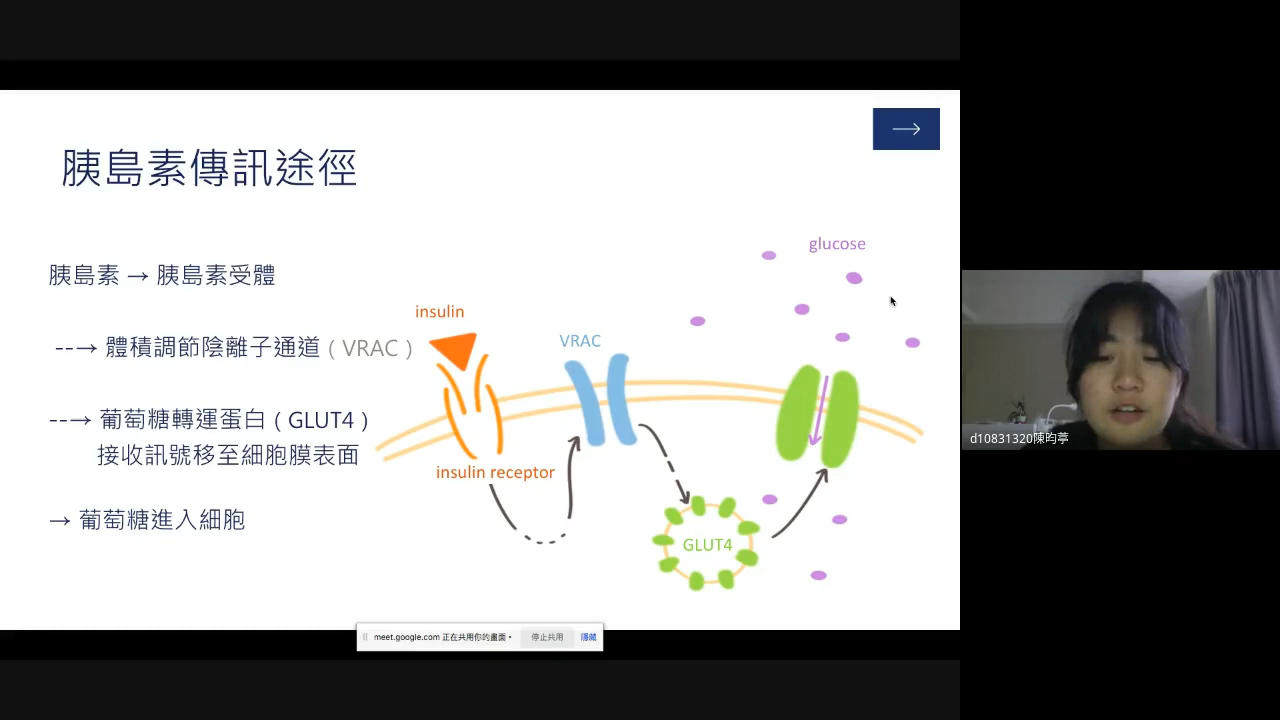 胰島素傳訊途徑
胰島素 → 胰島素受體
--→ 體積調節陰離子通道 ( VRAC )
--→ 葡萄糖轉運蛋白 ( GLUT4 )
接收訊號移至細胞膜表面
→ 葡萄糖進入細胞
insulin
VRAC
glucose
insulin receptor
GLUT4
d10831320陳昀葶
meet.google.com 正在共用你的畫面。
停止共用
隱藏